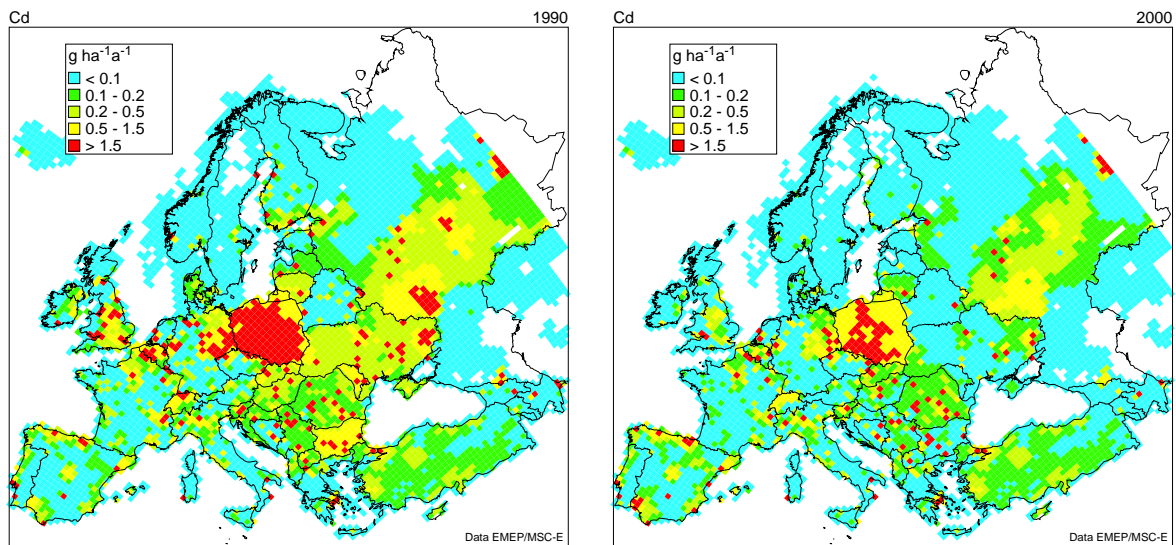 Cd 1990
g ha⁻¹a⁻¹
< 0.1
0.1 - 0.2
0.2 - 0.5
0.5 - 1.5
> 1.5
Data EMEP/MSC-E
Cd 2000
g ha⁻¹a⁻¹
< 0.1
0.1 - 0.2
0.2 - 0.5
0.5 - 1.5
> 1.5
Data EMEP/MSC-E